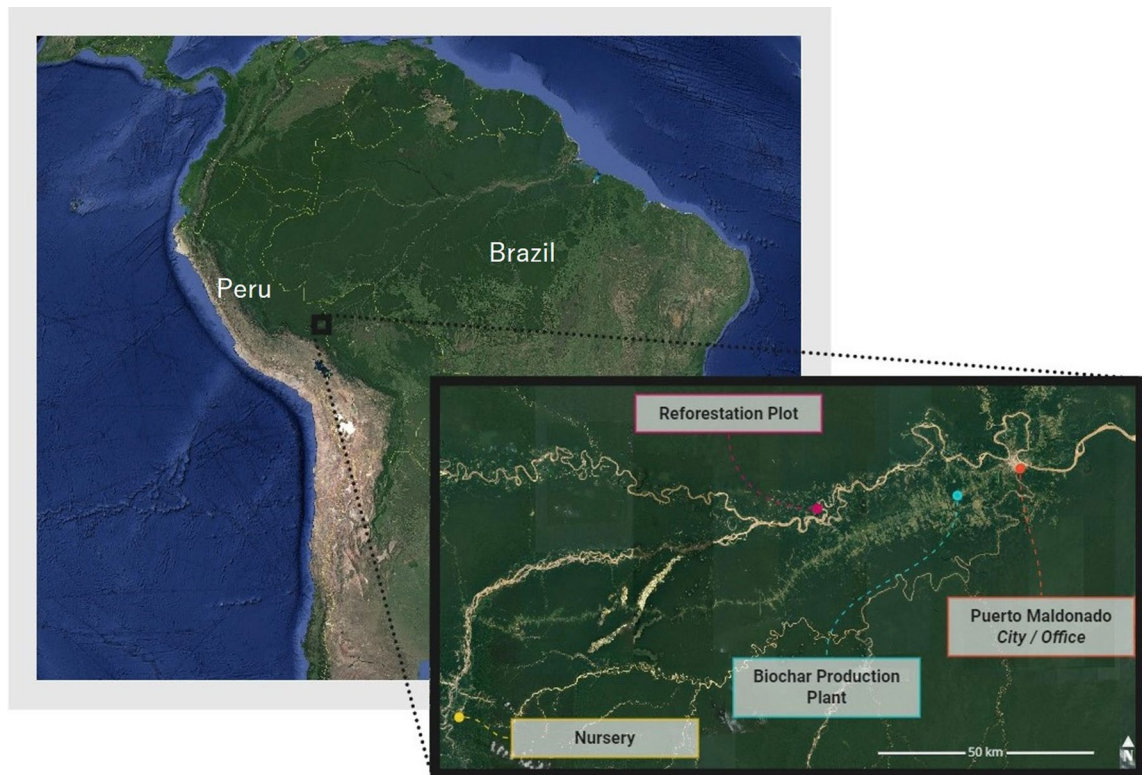 Brazil
Peru
Reforestation Plot
Puerto Maldonado
City / Office
Biochar Production
Plant
Nursery
50 km
N